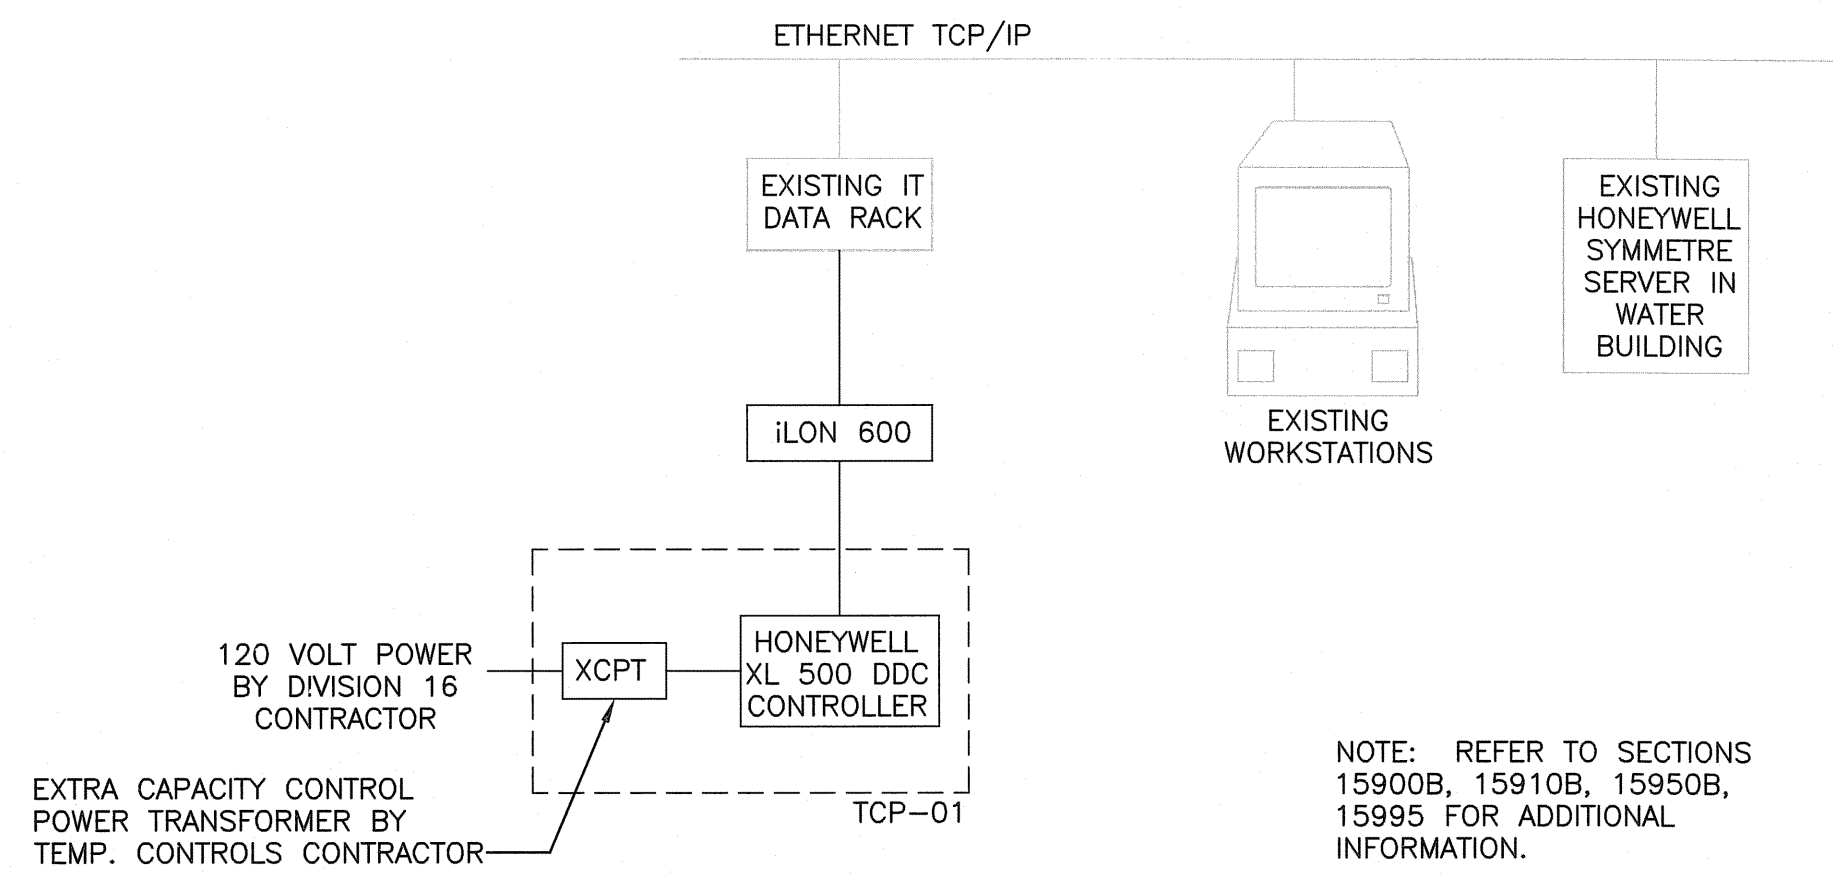 ETHERNET TCP/IP
EXISTING IT
DATA RACK
EXISTING
HONEYWELL
SYMMETRE
SERVER IN
WATER
BUILDING
iLON 600
EXISTING
WORKSTATIONS
HONEYWELL
XL 500 DDC
CONTROLLER
XCPT
120 VOLT POWER
BY DIVISION 16
CONTRACTOR
EXTRA CAPACITY CONTROL
POWER TRANSFORMER BY
TEMP. CONTROLS CONTRACTOR
TCP-01
NOTE: REFER TO SECTIONS
15900B, 15910B, 15950B,
15995 FOR ADDITIONAL
INFORMATION.